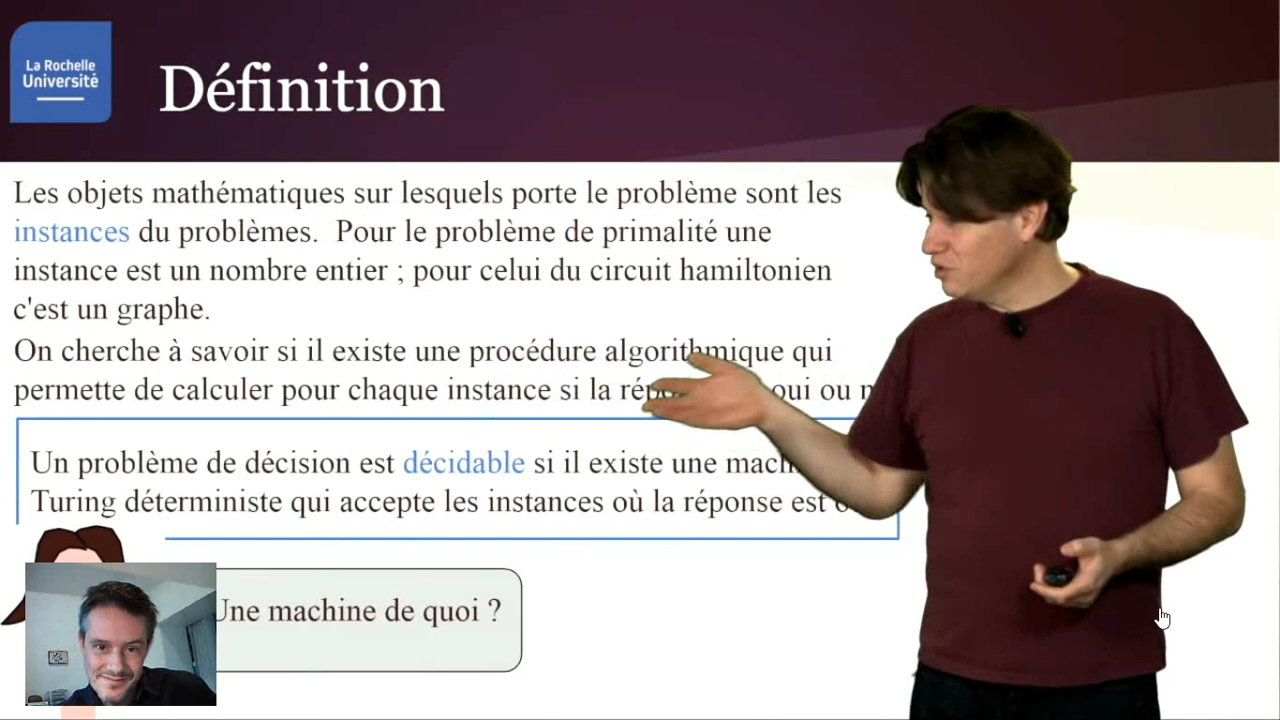 La Rochelle
Université
Définition
Les objets mathématiques sur lesquels porte le problème sont les
instances du problèmes. Pour le problème de primalité une
instance est un nombre entier ; pour celui du circuit hamiltonien
c'est un graphe.
On cherche à savoir si il existe une procédure algorithmique qui
permette de calculer pour chaque instance si la oui ou
Un problème de décision est décidable si il existe une
Turing déterministe qui accepte les instances où la réponse est
Une machine de quoi ?